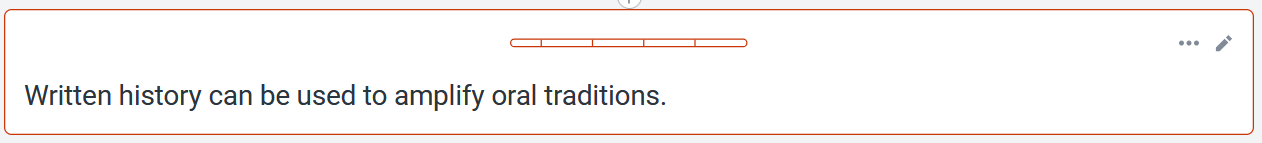 Written history can be used to amplify oral traditions.